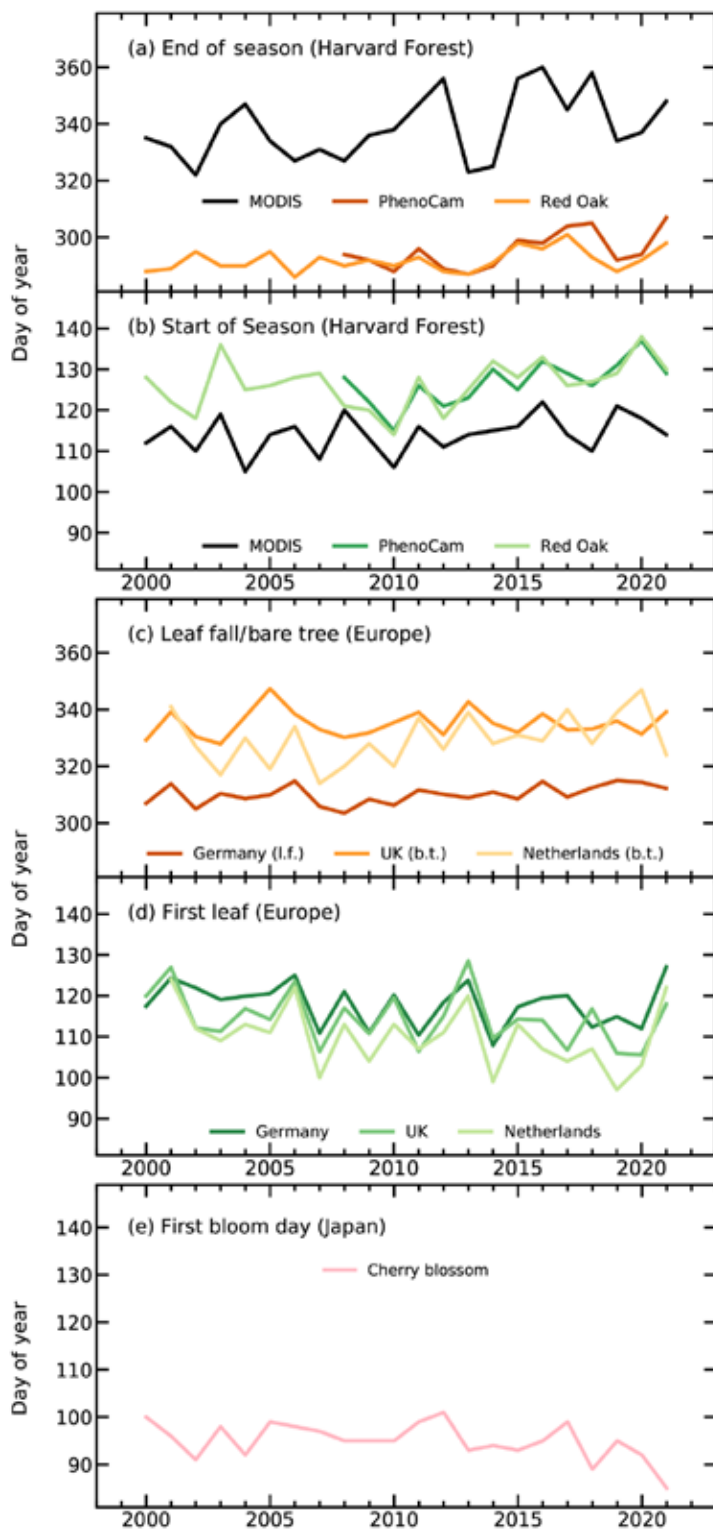 (a) End of season (Harvard Forest)
360
340
320
MODIS PhenoCam Red Oak
300
Day of year
(b) Start of Season (Harvard Forest)
140
130
120
110
100
90
MODIS PhenoCam Red Oak
2000 2005 2010 2015 2020
(c) Leaf fall/bare tree (Europe)
360
340
320
300
Germany (l.f.) UK (b.t.) Netherlands (b.t.)
Day of year
(d) First leaf (Europe)
140
130
120
110
100
90
Germany UK Netherlands
2000 2005 2010 2015 2020
(e) First bloom day (Japan)
140
Cherry blossom
130
120
110
100
90
Day of year
2000 2005 2010 2015 2020